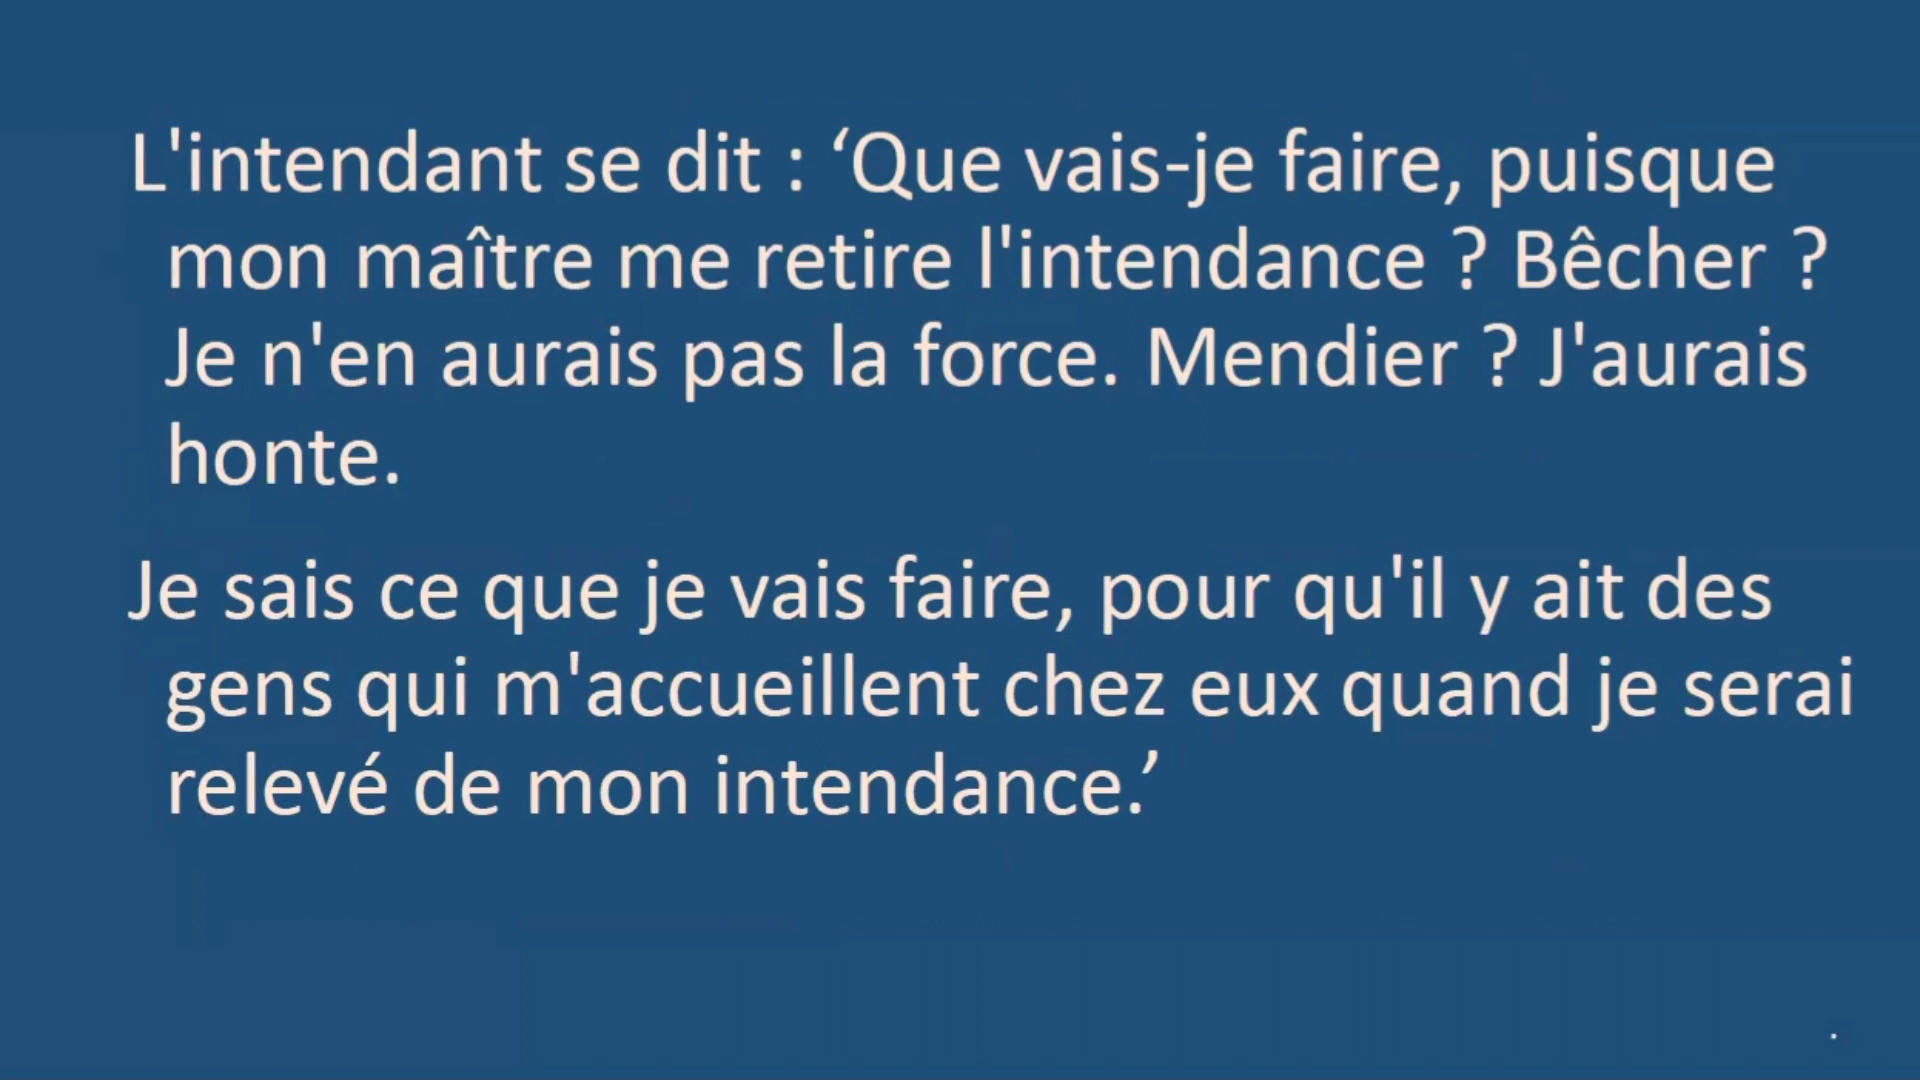 L'intendant se dit : ‘Que vais-je faire, puisque
mon maître me retire l'intendance ? Bêcher ?
Je n'en aurais pas la force. Mendier ? J'aurais
honte.
Je sais ce que je vais faire, pour qu'il y ait des
gens qui m'accueillent chez eux quand je serai
relevé de mon intendance.’
.